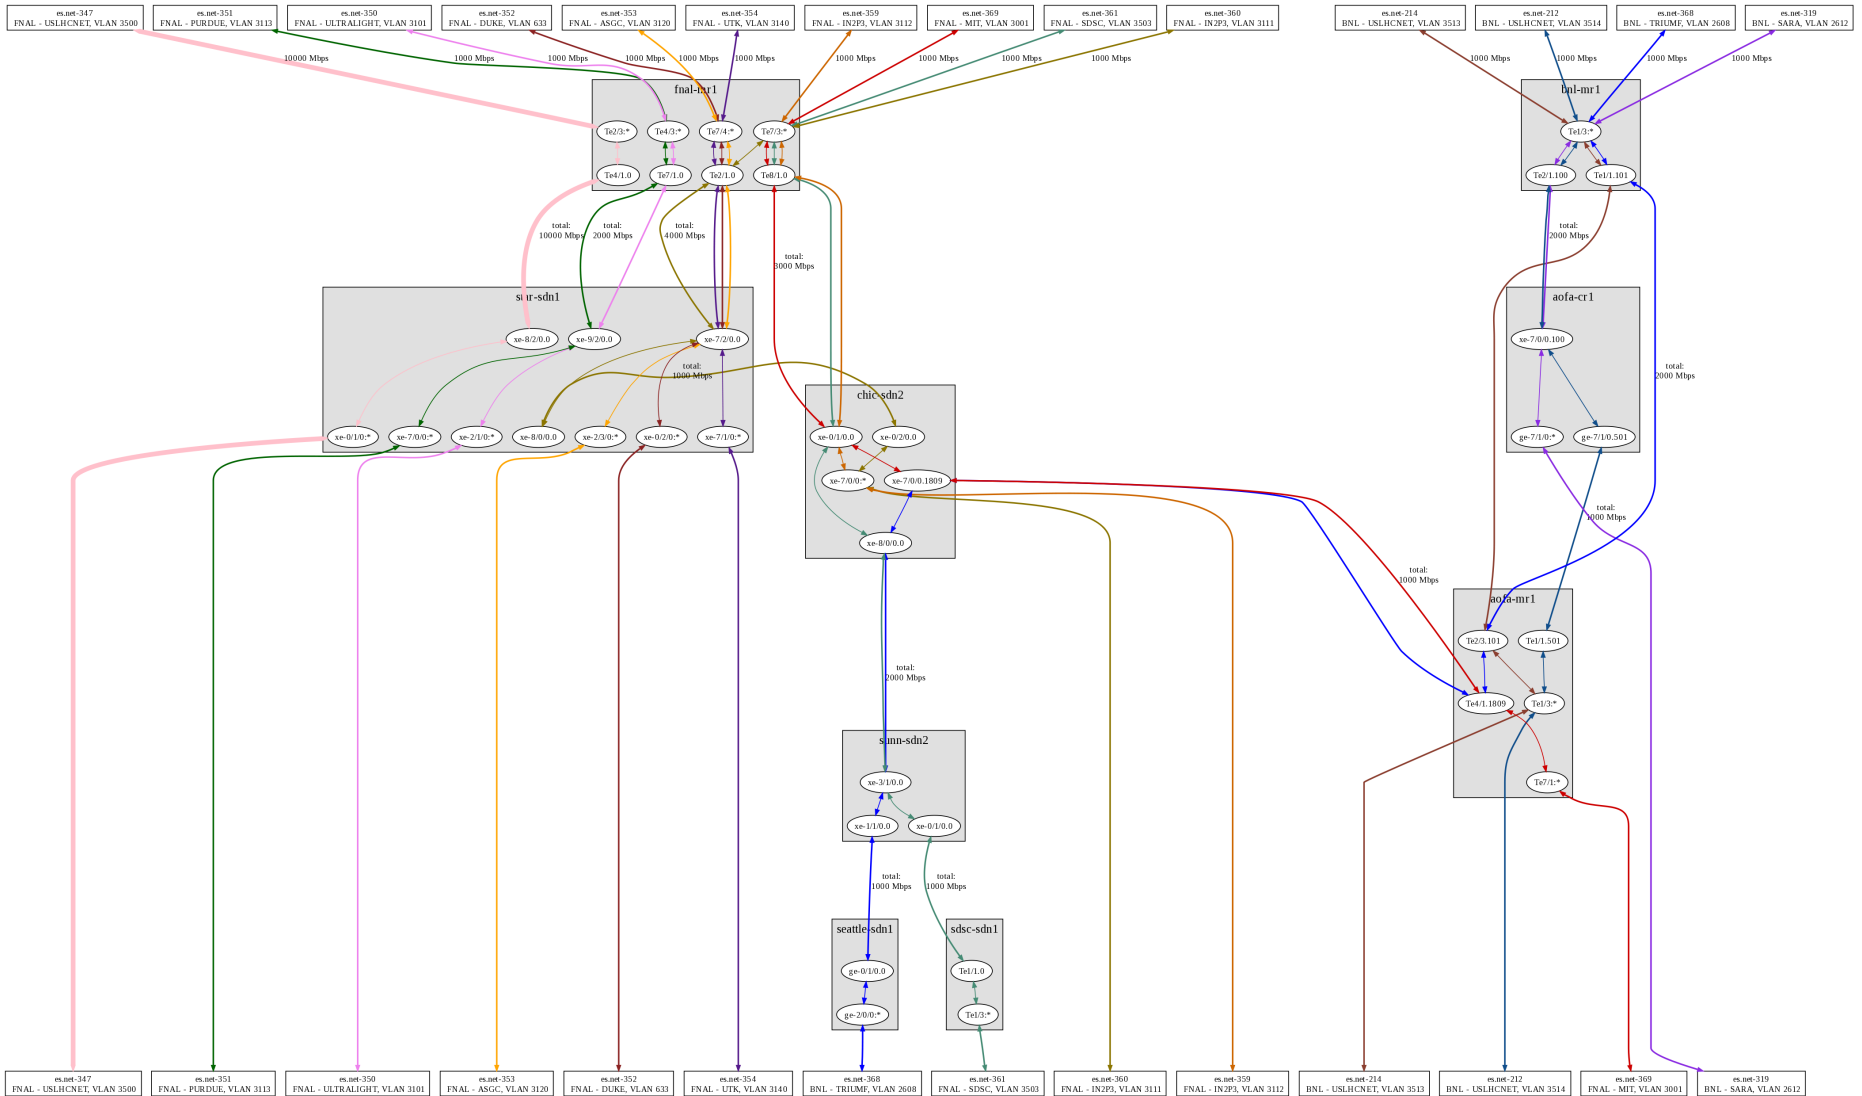 es.net-347
FNAL - USLHCNET, VLAN 3500
es.net-351
FNAL - PURDUE, VLAN 3113
es.net-350
FNAL - ULTRALIGHT, VLAN 3101
es.net-352
FNAL - DUKE, VLAN 633
es.net-353
FNAL - ASGC, VLAN 3120
es.net-354
FNAL - UTK, VLAN 3140
es.net-359
FNAL - IN2P3, VLAN 3112
es.net-369
FNAL - MIT, VLAN 3001
es.net-361
FNAL - SDSC, VLAN 3503
es.net-360
FNAL - IN2P3, VLAN 3111
es.net-214
BNL - USLHCNET, VLAN 3513
es.net-212
BNL - USLHCNET, VLAN 3514
es.net-368
BNL - TRIUMF, VLAN 2608
es.net-319
BNL - SARA, VLAN 2612
10000 Mbps
1000 Mbps
1000 Mbps
1000 Mbps
1000 Mbps
1000 Mbps
1000 Mbps
1000 Mbps
1000 Mbps
1000 Mbps
1000 Mbps
1000 Mbps
1000 Mbps
1000 Mbps
fnal-mr1
Te2/3:*
Te4/3:*
Te7/4:*
Te7/3:*
Te4/1.0
Te7/1.0
Te2/1.0
Te8/1.0
bnl-mr1
Te1/3:*
Te2/1.100
Te1/1.101
total:
10000 Mbps
total:
2000 Mbps
total:
4000 Mbps
total:
3000 Mbps
total:
2000 Mbps
star-sdn1
xe-8/2/0.0
xe-9/2/0.0
xe-7/2/0.0
total:
1000 Mbps
xe-0/1/0:*
xe-7/0/0:*
xe-2/1/0:*
xe-8/0/0.0
xe-2/3/0:*
xe-0/2/0:*
xe-7/1/0:*
aofa-cr1
xe-7/0/0.100
ge-7/1/0:*
ge-7/1/0.501
total:
2000 Mbps
chic-sdn2
xe-0/1/0.0
xe-0/2/0.0
xe-7/0/0:*
xe-7/0/0.1809
xe-8/0/0.0
total:
1000 Mbps
total:
1000 Mbps
aofa-mr1
Te2/3.101
Te1/1.501
Te4/1.1809
Te1/3:*
Te7/1:*
total:
2000 Mbps
sunn-sdn2
xe-3/1/0.0
xe-1/1/0.0
xe-0/1/0.0
total:
1000 Mbps
total:
1000 Mbps
seattle-sdn1
ge-0/1/0.0
ge-2/0/0:*
sdsc-sdn1
Te1/1.0
Te1/3:*
es.net-347
FNAL - USLHCNET, VLAN 3500
es.net-351
FNAL - PURDUE, VLAN 3113
es.net-350
FNAL - ULTRALIGHT, VLAN 3101
es.net-353
FNAL - ASGC, VLAN 3120
es.net-352
FNAL - DUKE, VLAN 633
es.net-354
FNAL - UTK, VLAN 3140
es.net-368
BNL - TRIUMF, VLAN 2608
es.net-361
FNAL - SDSC, VLAN 3503
es.net-360
FNAL - IN2P3, VLAN 3111
es.net-359
FNAL - IN2P3, VLAN 3112
es.net-214
BNL - USLHCNET, VLAN 3513
es.net-212
BNL - USLHCNET, VLAN 3514
es.net-369
FNAL - MIT, VLAN 3001
es.net-319
BNL - SARA, VLAN 2612